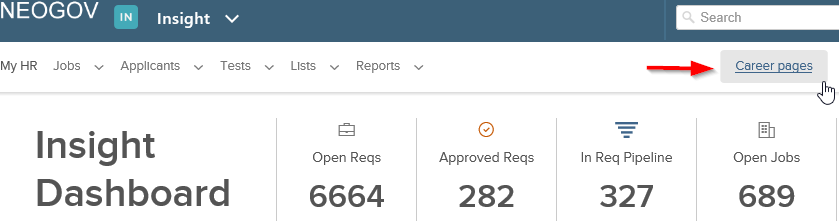 NEOGOV IN Insight Search
My HR Jobs Applicants Tests Lists Reports Career pages
Insight
Dashboard
Open Reqs
6664
Approved Reqs
282
In Req Pipeline
327
Open Jobs
689